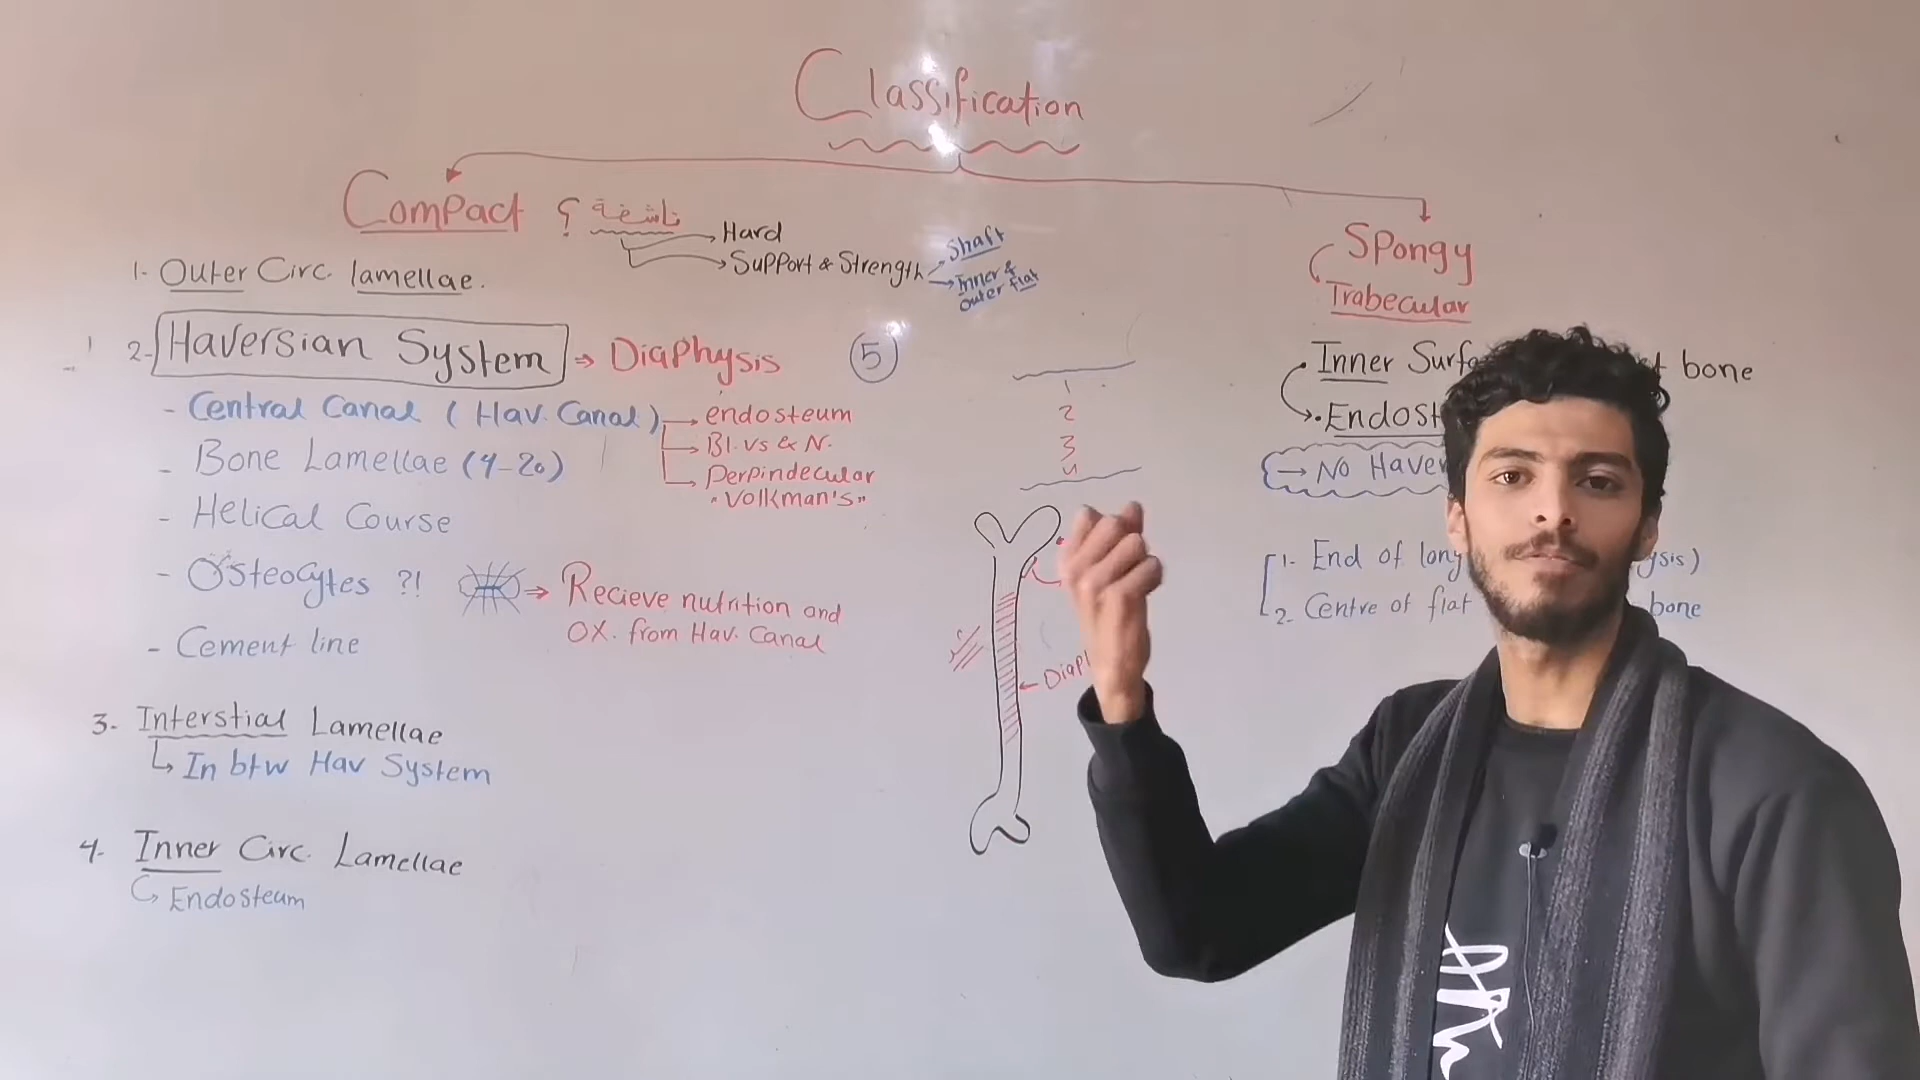 Classification
Compact ؟ ناشفة
Hard
Support & Strength
Shaft
Inner &
outer flat
1- Outer Circ. lamellae.
2- Haversian System ⇒ Diaphysis
5
- Central Canal (Hav. Canal)
endosteum
Bl. vs & N.
Perpindecular
"Volkman's"
- Bone Lamellae (4-20)
- Helical Course
- Osteocytes ?!
Recieve nutrition and
OX. from Hav. Canal
- Cement line
3- Interstial Lamellae
In btw Hav System
4- Inner Circ. Lamellae
Endosteum
1
2
3
4
Spongy
Trabecular
Inner bone
→ No
1- End of long
2- Centre of flat bone